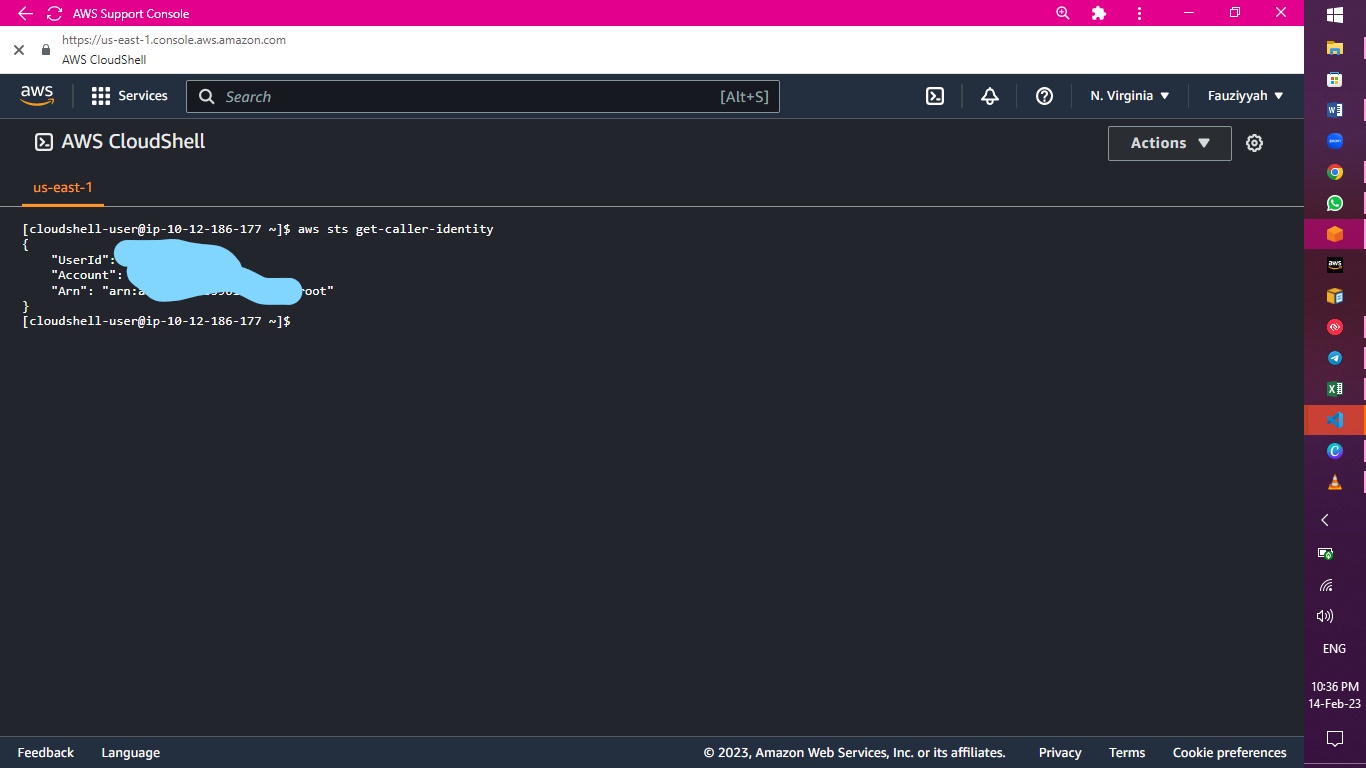 AWS Support Console
https://us-east-1.console.aws.amazon.com
AWS CloudShell
aws
Services
Search
[Alt+S]
N. Virginia
Fauziyyah
AWS CloudShell
Actions
us-east-1
[cloudshell-user@ip-10-12-186-177 ~]$ aws sts get-caller-identity
{
"UserId":
"Account":
"Arn": "arn:a root"
}
[cloudshell-user@ip-10-12-186-177 ~]$
Feedback
Language
© 2023, Amazon Web Services, Inc. or its affiliates.
Privacy
Terms
Cookie preferences
aws
ENG
10:36 PM
14-Feb-23